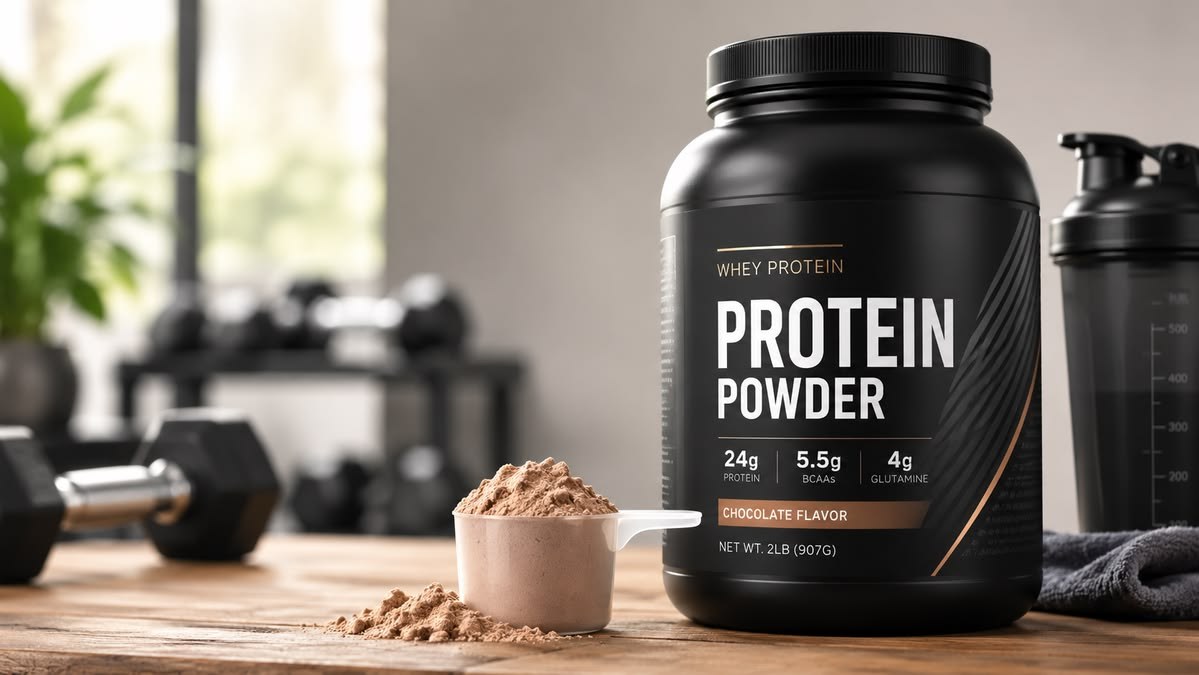 WHEY PROTEIN
PROTEIN
POWDER
24g 5.5g 4g
PROTEIN BCAAs GLUTAMINE
CHOCOLATE FLAVOR
NET WT. 2LB (907G)
500
400
300
200